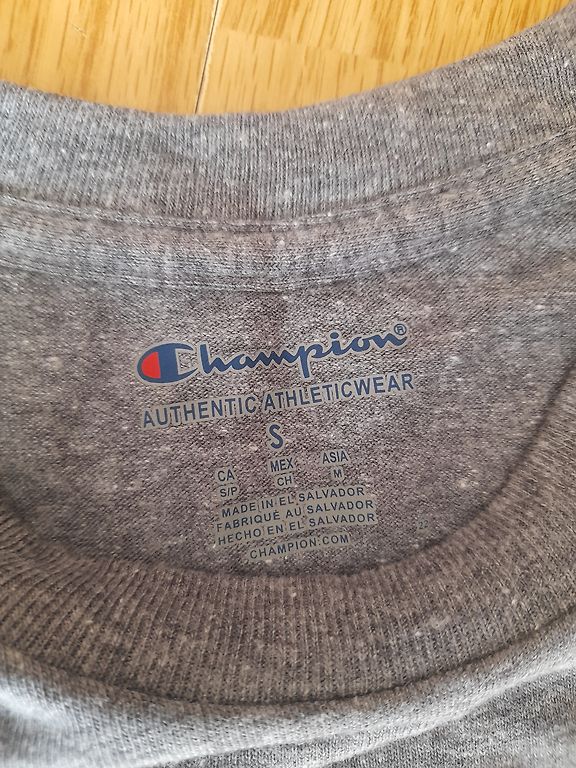 Champion®
AUTHENTIC ATHLETICWEAR
S
CA MEX ASIA
S/P CH M
MADE IN EL SALVADOR
FABRIQUÉ AU SALVADOR
HECHO EN EL SALVADOR
CHAMPION.COM
22